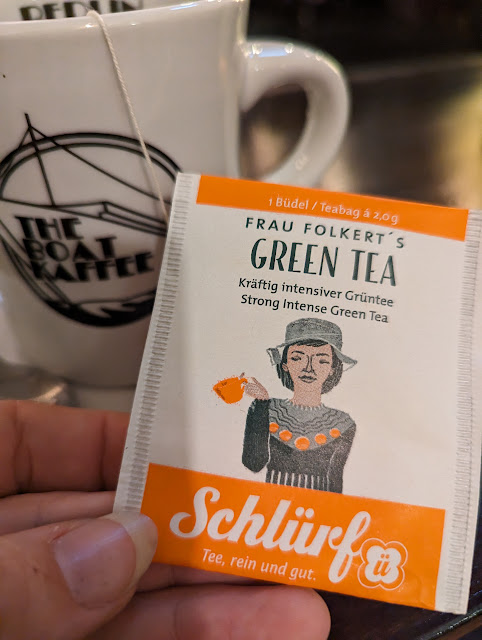 BERLIN
THE
BOAT
KAFFEE
1 Büdel / Teabag à 2,0g
FRAU FOLKERT´S
GREEN TEA
Kräftig intensiver Grüntee
Strong Intense Green Tea
Schlürf
ü
Tee, rein und gut.